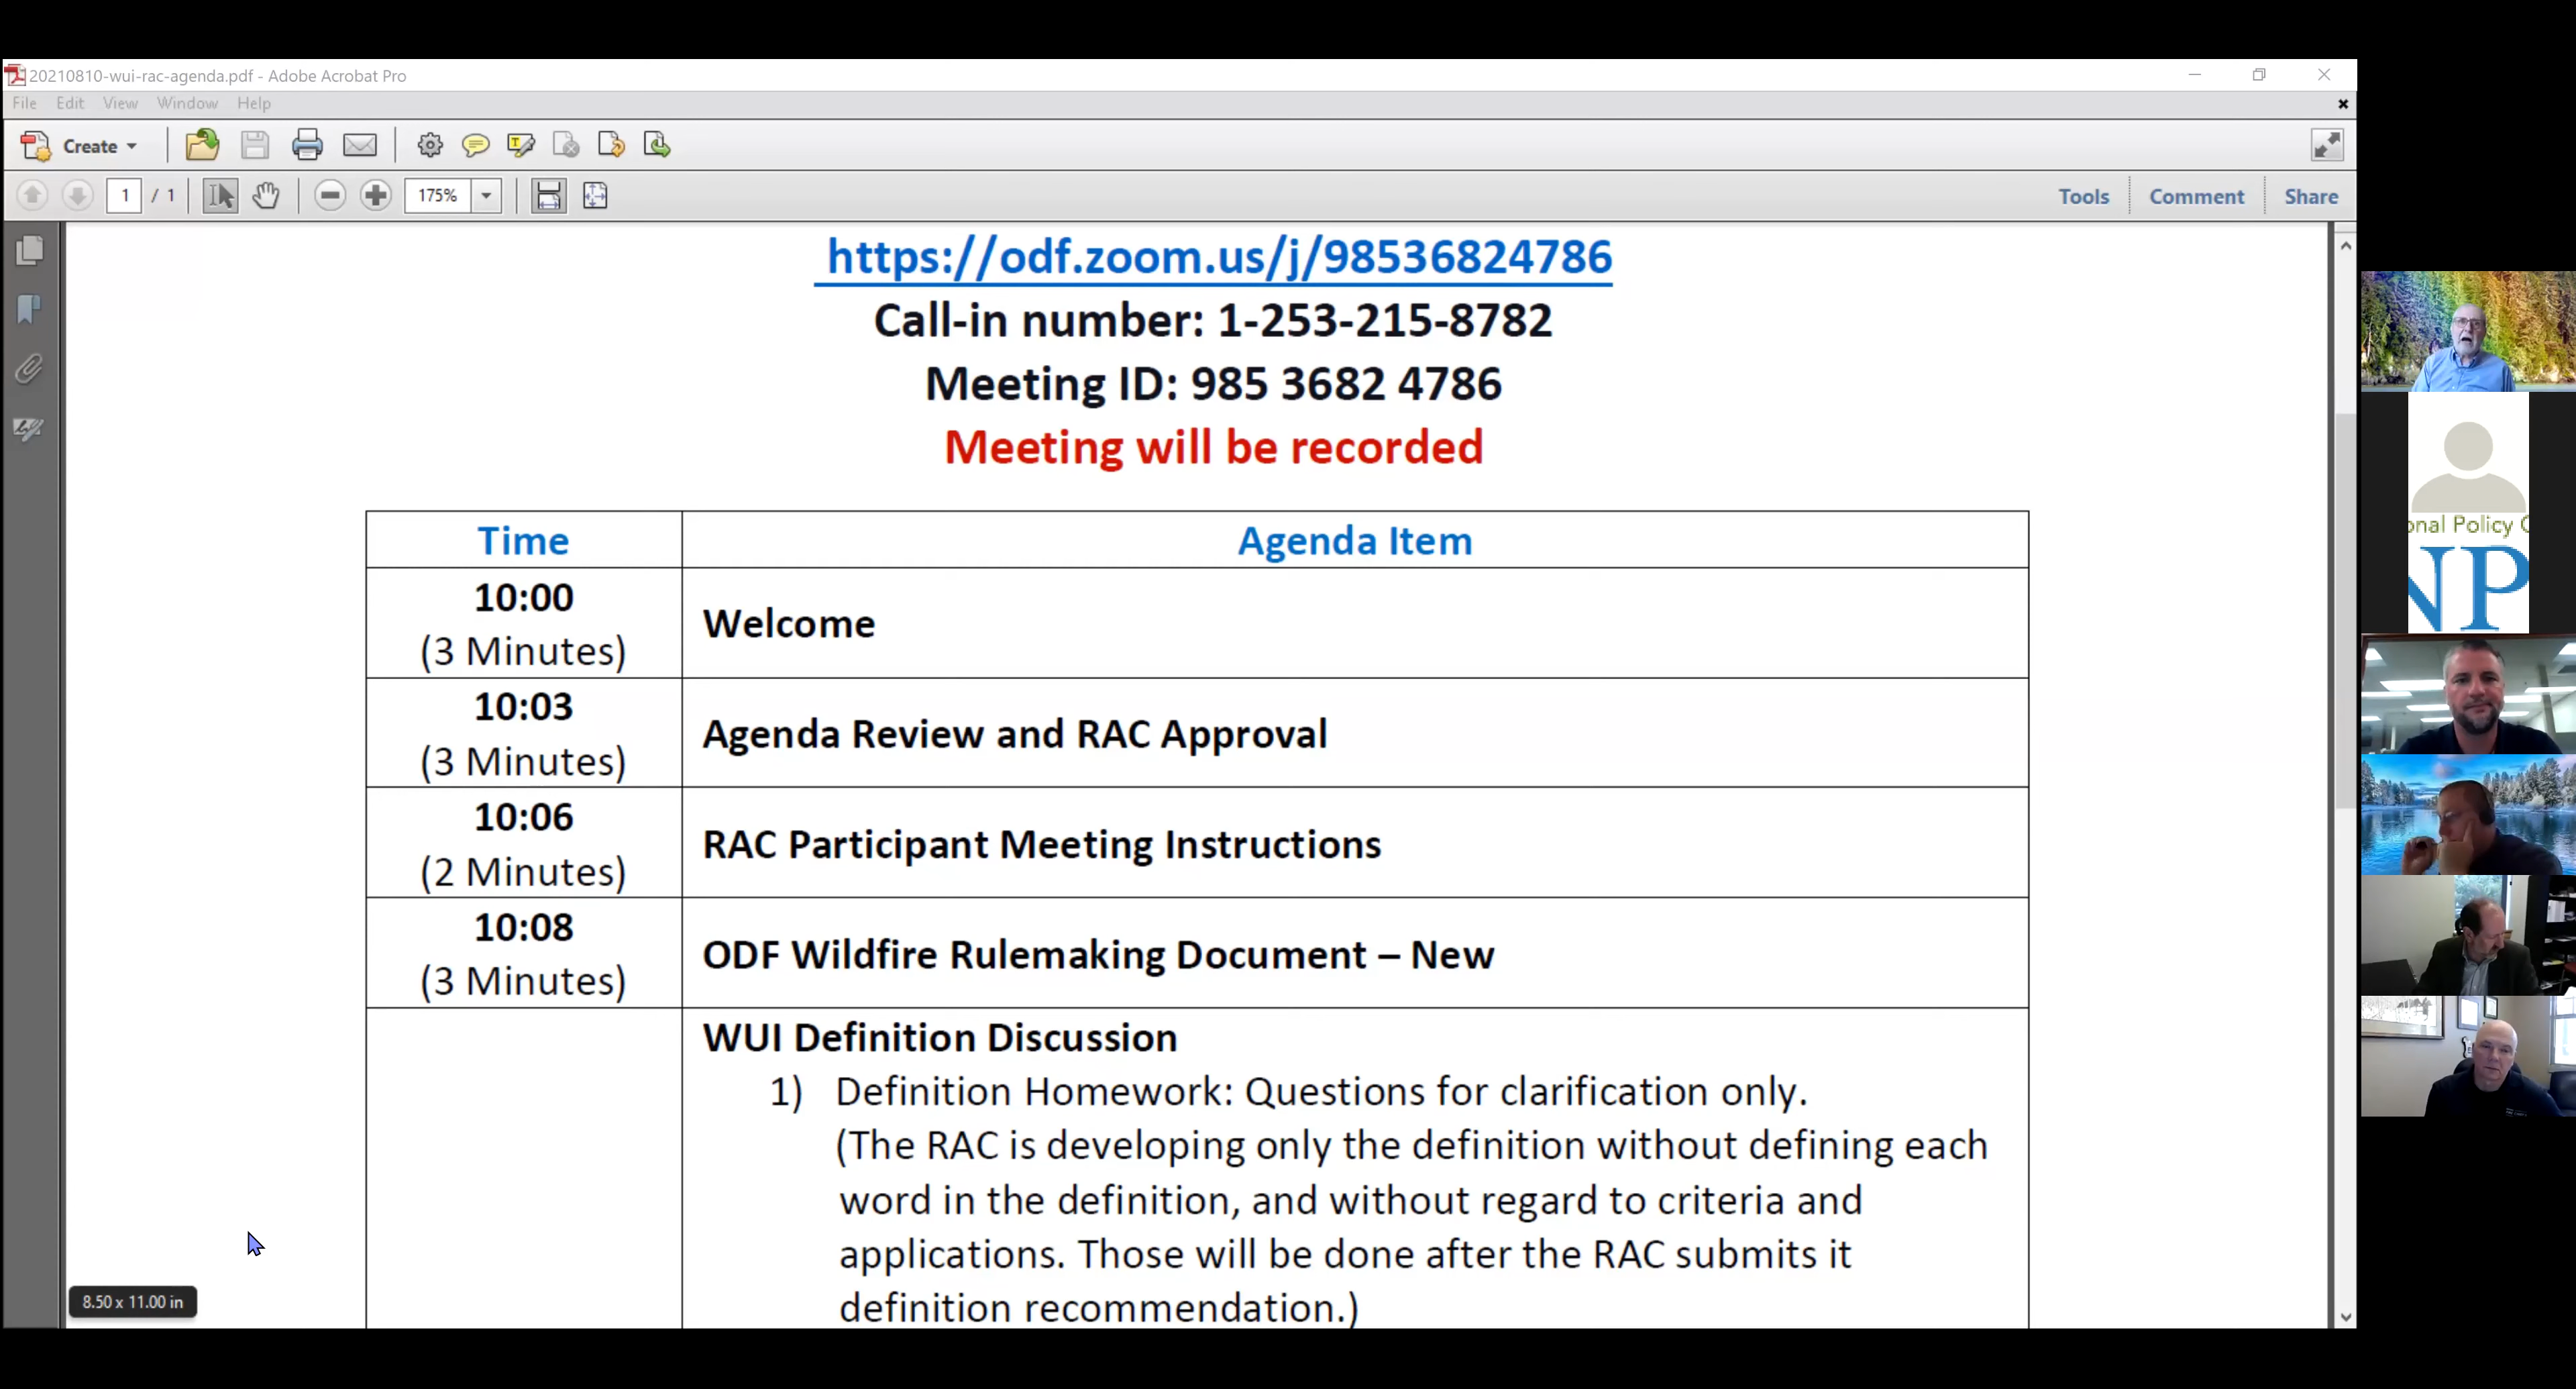 20210810-wui-rac-agenda.pdf - Adobe Acrobat Pro
File Edit View Window Help
Create
1 / 1 175% Tools Comment Share
https://odf.zoom.us/j/98536824786
Call-in number: 1-253-215-8782
Meeting ID: 985 3682 4786
Meeting will be recorded
Time Agenda Item
10:00
(3 Minutes)
Welcome
10:03
(3 Minutes)
Agenda Review and RAC Approval
10:06
(2 Minutes)
RAC Participant Meeting Instructions
10:08
(3 Minutes)
ODF Wildfire Rulemaking Document – New
WUI Definition Discussion
1) Definition Homework: Questions for clarification only.
(The RAC is developing only the definition without defining each
word in the definition, and without regard to criteria and
applications. Those will be done after the RAC submits it
definition recommendation.)
8.50 x 11.00 in
onal Policy C
NP